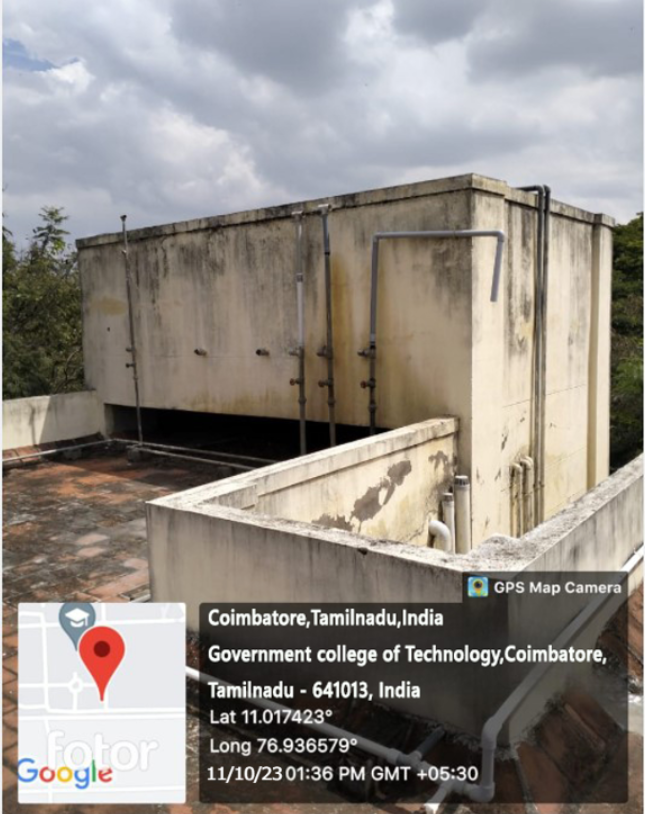 GPS Map Camera
Coimbatore,Tamilnadu,India
Government college of Technology,Coimbatore,
Tamilnadu - 641013, India
Lat 11.017423°
Long 76.936579°
11/10/23 01:36 PM GMT +05:30
fotor
Google